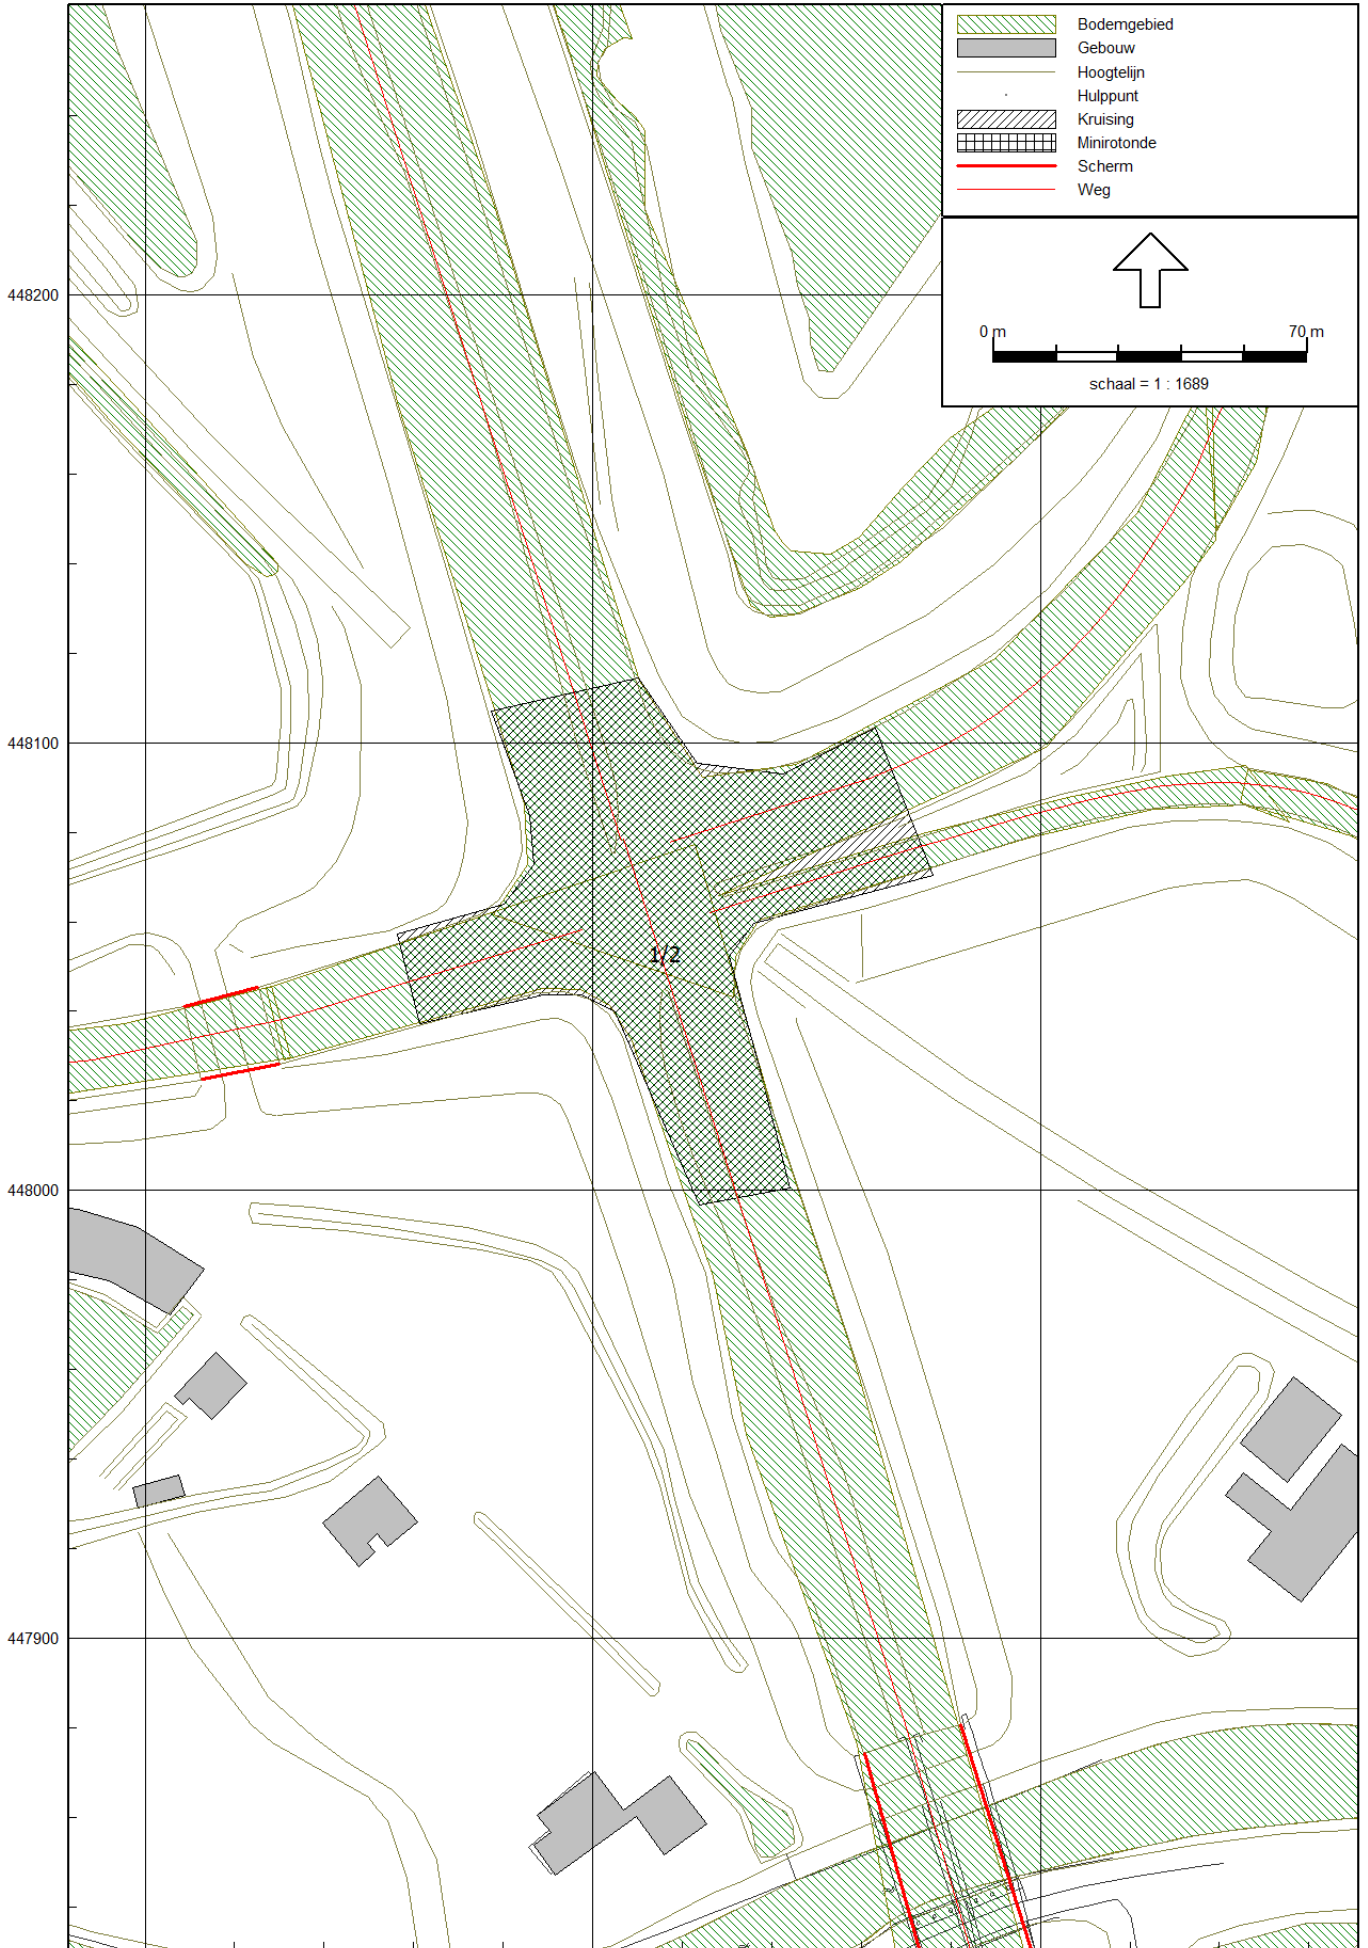 Bodemgebied
Gebouw
Hoogtelijn
Hulppunt
Kruising
Minirotonde
Scherm
Weg
0 m 70 m
schaal = 1 : 1689
448200
448100
1/2
448000
447900